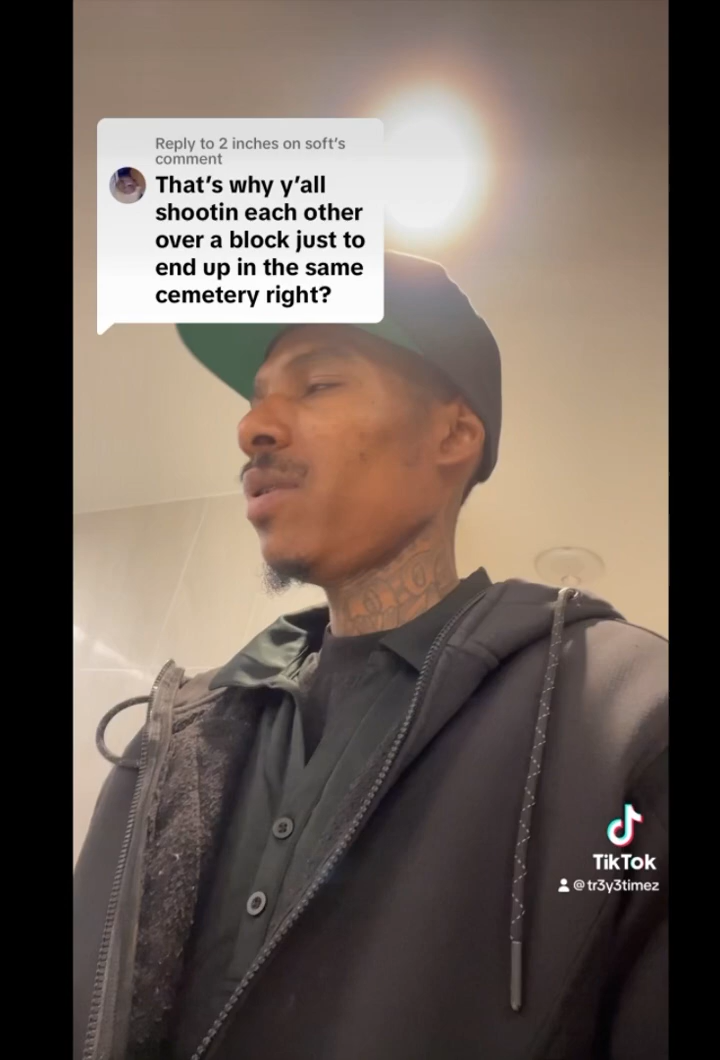 Reply to 2 inches on soft's
comment
That's why y'all
shootin each other
over a block just to
end up in the same
cemetery right?
TikTok
@tr3y3timez